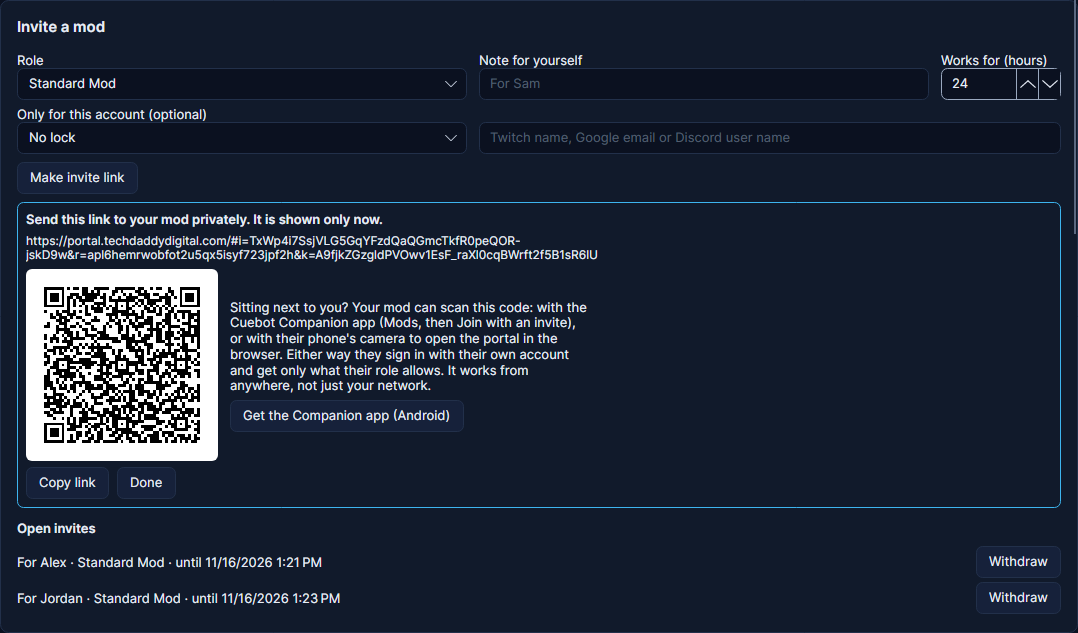 Invite a mod
Role
Note for yourself
Works for (hours)
Standard Mod
For Sam
24
Only for this account (optional)
No lock
Twitch name, Google email or Discord user name
Make invite link
Send this link to your mod privately. It is shown only now.
https://portal.techdaddydigital.com/#i=TxWp4i7SsjVLG5GqYFzdQaQGmcTkfR0peQOR-
jskD9w&r=apl6hemrwobfot2u5qx5isyf723jpf2h&k=A9fjkZGzgldPVOwv1EsF_raXl0cqBWrft2f5B1sR6lU
Sitting next to you? Your mod can scan this code: with the
Cuebot Companion app (Mods, then Join with an invite),
or with their phone's camera to open the portal in the
browser. Either way they sign in with their own account
and get only what their role allows. It works from
anywhere, not just your network.
Get the Companion app (Android)
Copy link
Done
Open invites
For Alex · Standard Mod · until 11/16/2026 1:21 PM
Withdraw
For Jordan · Standard Mod · until 11/16/2026 1:23 PM
Withdraw